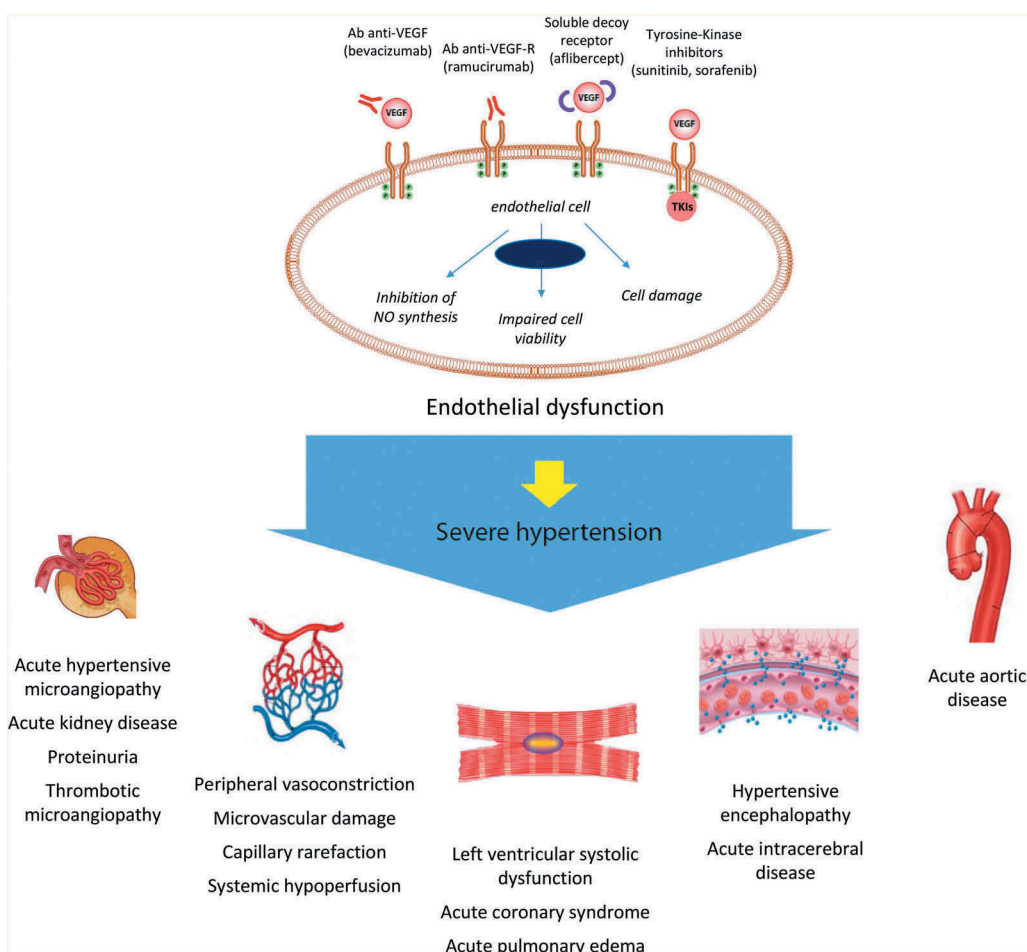 Ab anti-VEGF
(bevacizumab)
Ab anti-VEGF-R
(ramucirumab)
Soluble decoy
receptor
(aflibercept)
Tyrosine-Kinase
inhibitors
(sunitinib, sorafenib)
VEGF
VEGF
VEGF
P P
P P
P P
P P
P P
P P
P P
P P
TKIs
endothelial cell
Inhibition of
NO synthesis
Impaired cell
viability
Cell damage
Endothelial dysfunction
Severe hypertension
Acute hypertensive
microangiopathy
Acute kidney disease
Proteinuria
Thrombotic
microangiopathy
Peripheral vasoconstriction
Microvascular damage
Capillary rarefaction
Systemic hypoperfusion
Left ventricular systolic
dysfunction
Acute coronary syndrome
Acute pulmonary edema
Hypertensive
encephalopathy
Acute intracerebral
disease
Acute aortic
disease